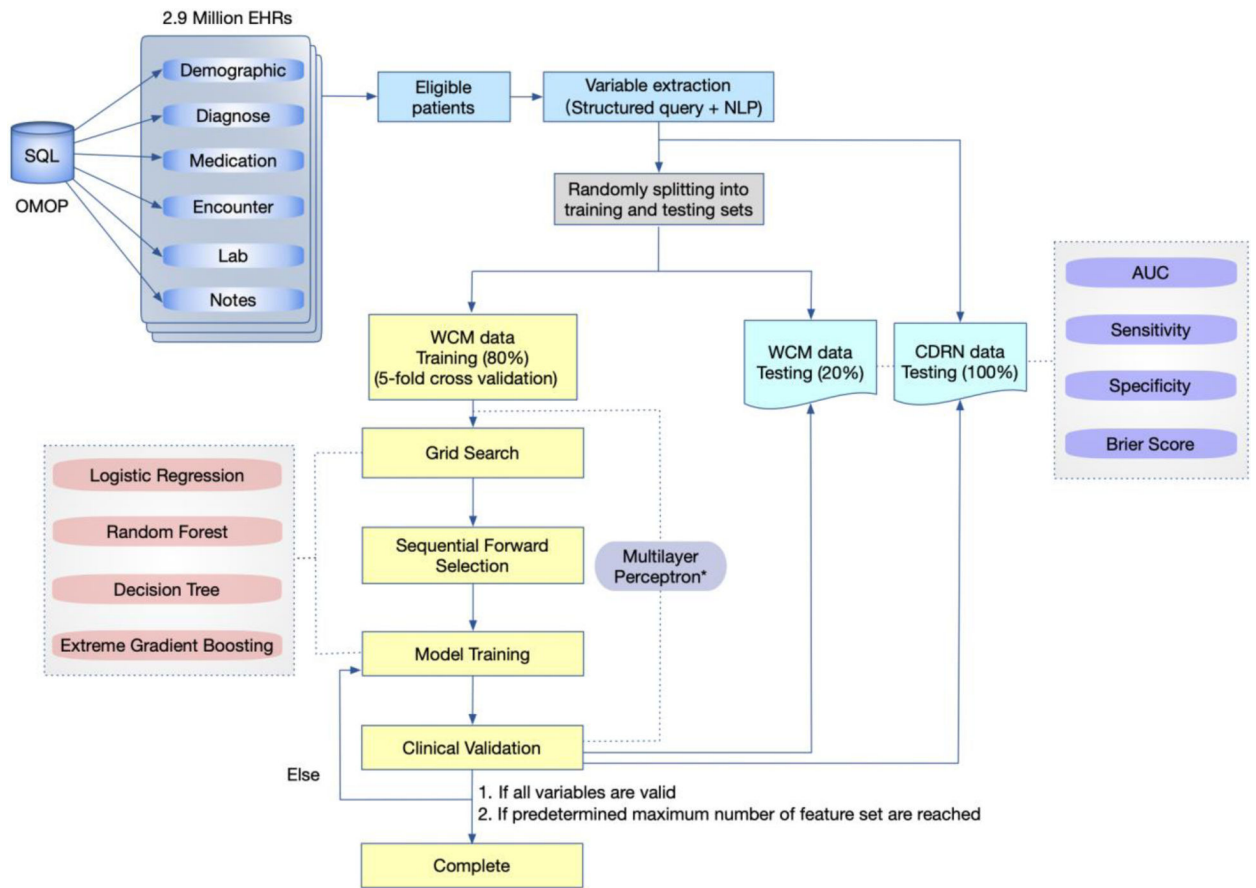 2.9 Million EHRs
Demographic
Diagnose
Medication
Encounter
Lab
Notes
SQL
OMOP
Eligible
patients
Variable extraction
(Structured query + NLP)
Randomly splitting into
training and testing sets
WCM data
Training (80%)
(5-fold cross validation)
WCM data
Testing (20%)
CDRN data
Testing (100%)
AUC
Sensitivity
Specificity
Brier Score
Logistic Regression
Random Forest
Decision Tree
Extreme Gradient Boosting
Grid Search
Sequential Forward
Selection
Multilayer
Perceptron*
Model Training
Clinical Validation
Else
1. If all variables are valid
2. If predetermined maximum number of feature set are reached
Complete